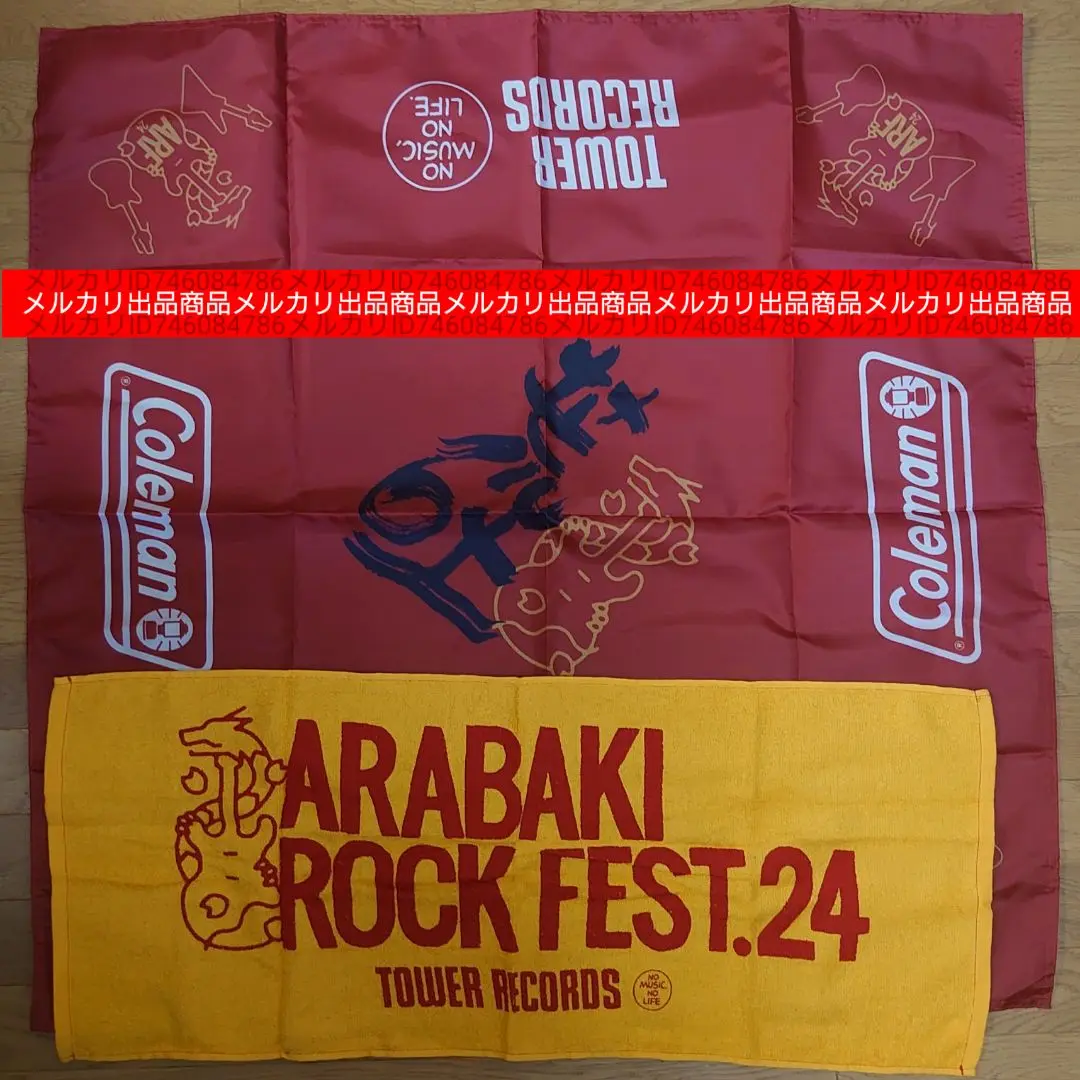 TOWER
RECORDS
NO
MUSIC,
NO
LIFE.
ARF
24
ARF
24
メルカリID746084786メルカリID746084786メルカリID746084786メルカリID746084786
メルカリ出品商品メルカリ出品商品メルカリ出品商品メルカリ出品商品メルカリ出品商品
メルカリID746084786メルカリID746084786メルカリID746084786メルカリID746084786
Coleman
®
Coleman
®
ARABAKI
ROCK FEST.24
TOWER RECORDS
NO
MUSIC,
NO
LIFE